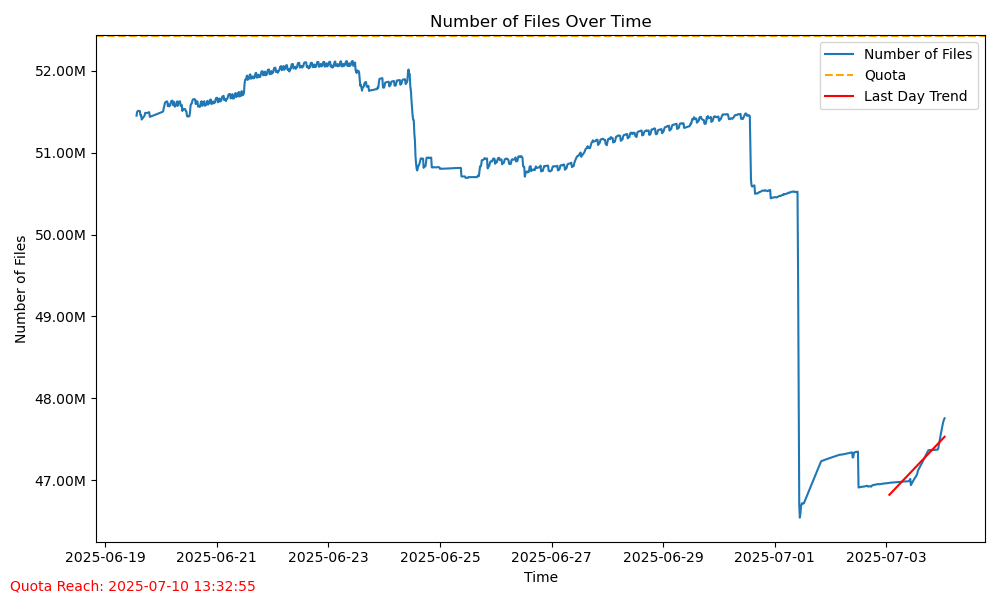 Number of Files Over Time
Number of Files
Quota
Last Day Trend
52.00M
51.00M
50.00M
49.00M
48.00M
47.00M
Number of Files
2025-06-19 2025-06-21 2025-06-23 2025-06-25 2025-06-27 2025-06-29 2025-07-01 2025-07-03
Time
Quota Reach: 2025-07-10 13:32:55